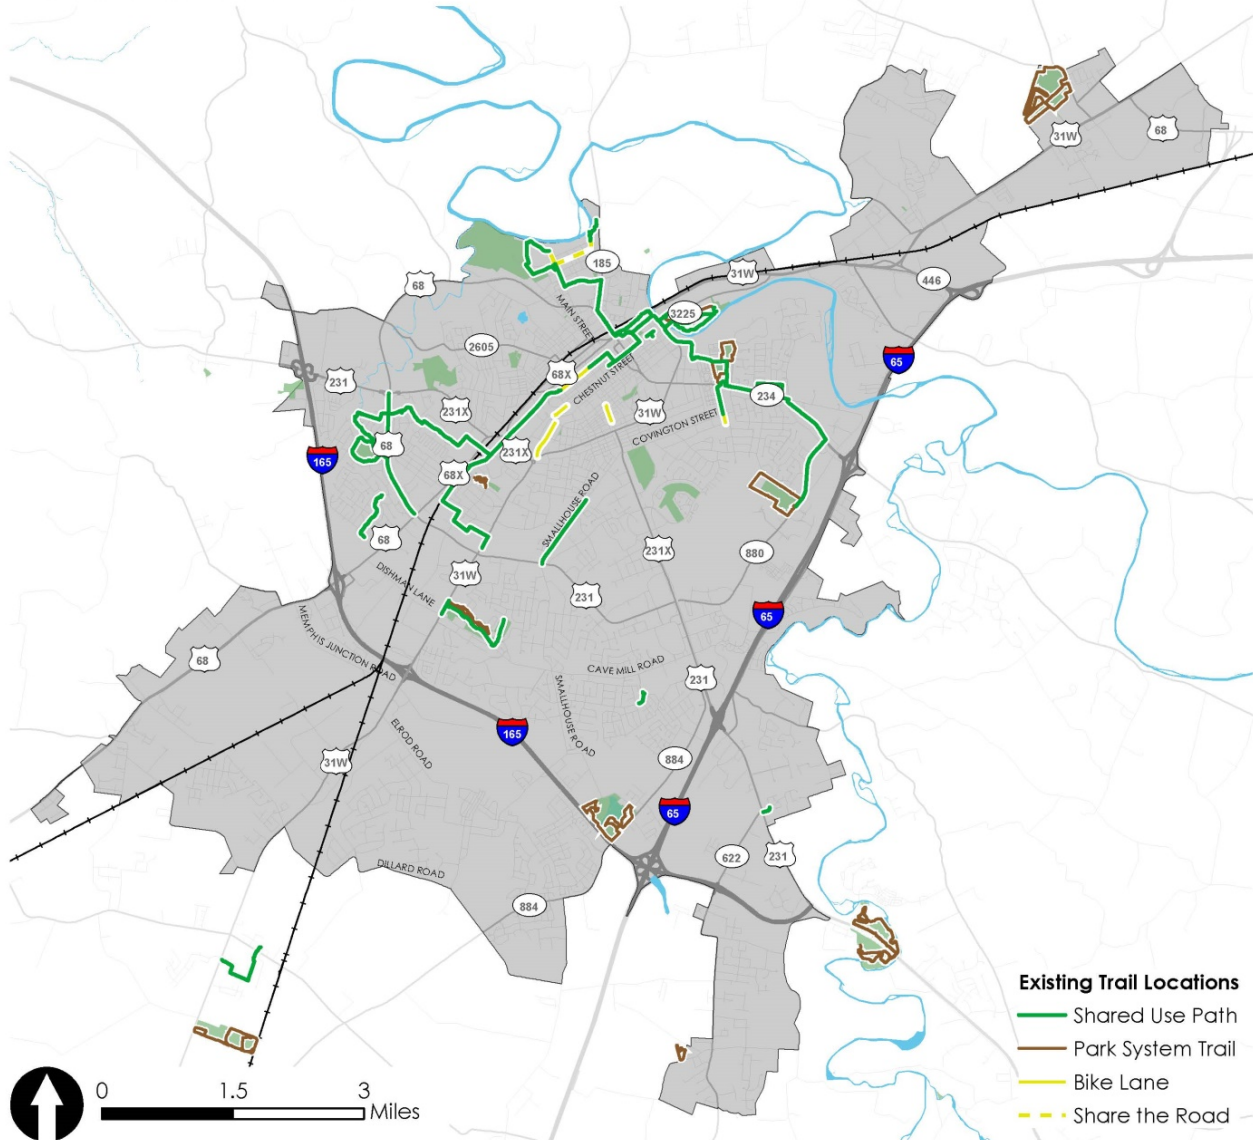 31W
68
185
31W
446
68
MAIN STREET
3225
2605
65
231
68X
CHESTNUT STREET
234
231X
31W
COVINGTON STREET
68
231X
165
68X
SMALLHOUSE ROAD
68
231X
880
31W
DISHMAN LANE
231
65
MEMPHIS JUNCTION ROAD
68
CAVE MILL ROAD
231
SMALLHOUSE ROAD
ELROD ROAD
165
31W
884
65
622
231
DILLARD ROAD
884
Existing Trail Locations
Shared Use Path
Park System Trail
Bike Lane
Share the Road
0
1.5
3
Miles